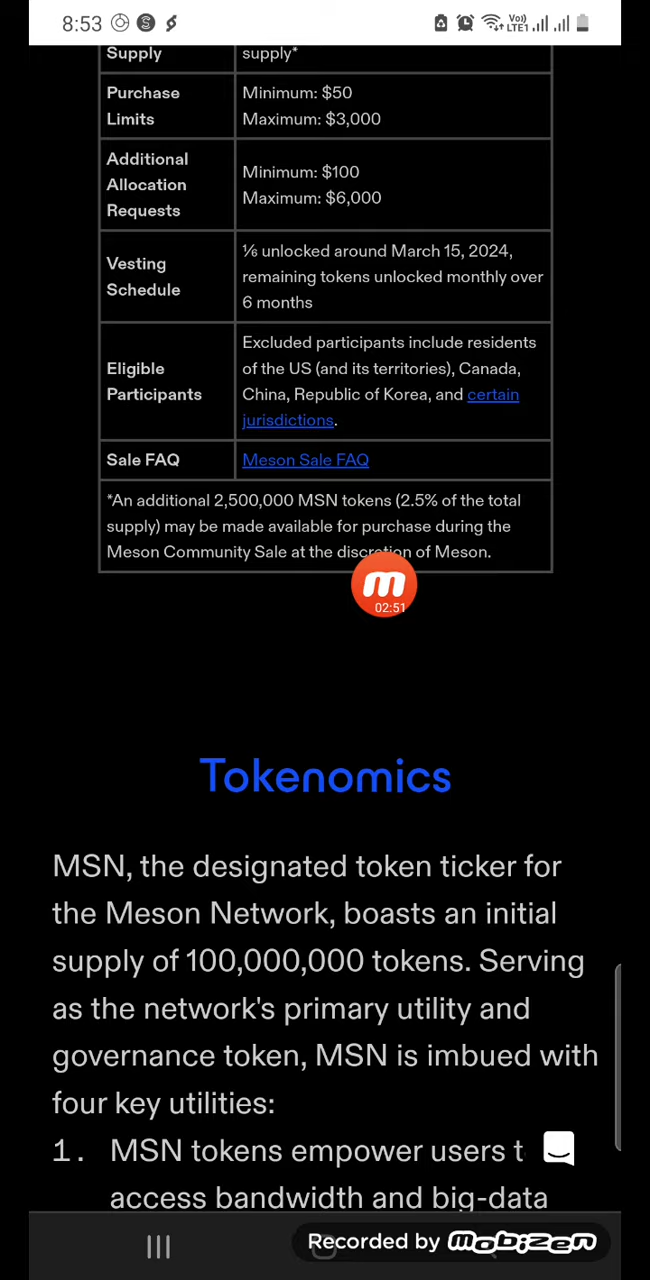 8:53
Vo))
LTE1
Supply
supply*
Purchase
Limits
Minimum: $50
Maximum: $3,000
Additional
Allocation
Requests
Minimum: $100
Maximum: $6,000
Vesting
Schedule
⅙ unlocked around March 15, 2024,
remaining tokens unlocked monthly over
6 months
Eligible
Participants
Excluded participants include residents
of the US (and its territories), Canada,
China, Republic of Korea, and certain
jurisdictions.
Sale FAQ
Meson Sale FAQ
*An additional 2,500,000 MSN tokens (2.5% of the total
supply) may be made available for purchase during the
Meson Community Sale at the discretion of Meson.
m
02:51
Tokenomics
MSN, the designated token ticker for
the Meson Network, boasts an initial
supply of 100,000,000 tokens. Serving
as the network's primary utility and
governance token, MSN is imbued with
four key utilities:
1. MSN tokens empower users t
access bandwidth and big-data
Recorded by mobizen